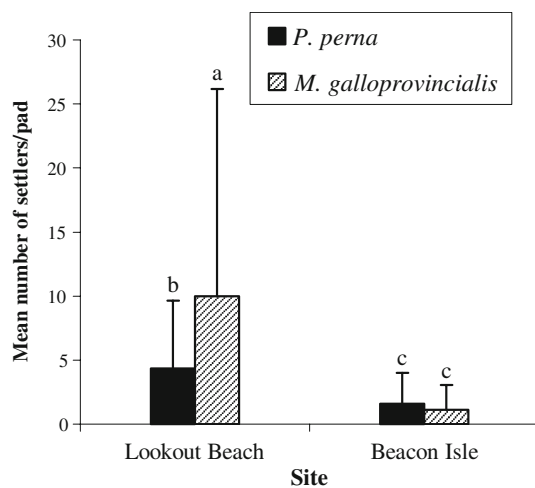 30
25
20
15
10
5
0
Mean number of settlers/pad
P. perna
M. galloprovincialis
a
b
c
c
Lookout Beach
Beacon Isle
Site